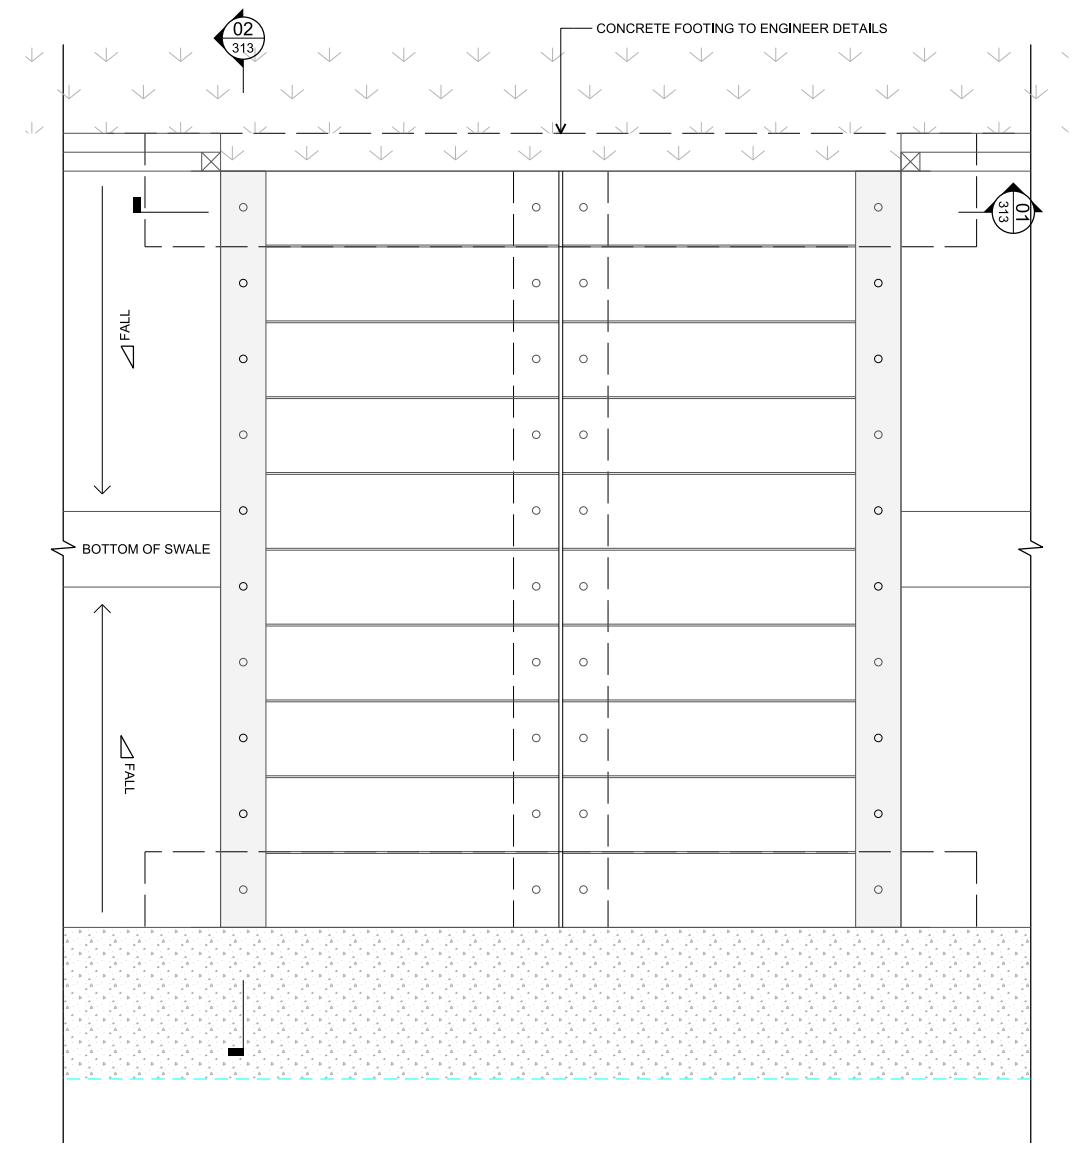 02
313
CONCRETE FOOTING TO ENGINEER DETAILS
01
313
FALL
BOTTOM OF SWALE
FALL